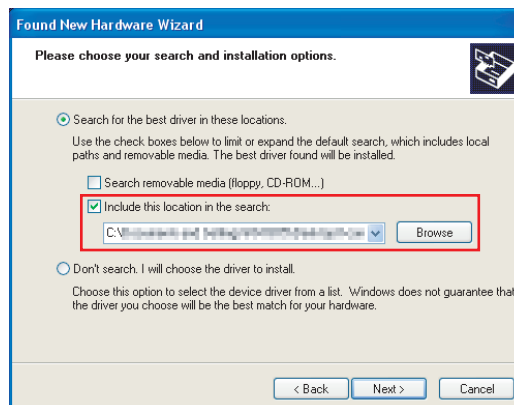 Found New Hardware Wizard
Please choose your search and installation options.
Search for the best driver in these locations.
Use the check boxes below to limit or expand the default search, which includes local
paths and removable media. The best driver found will be installed.
Search removable media (floppy, CD-ROM...)
Include this location in the search:
C:\
Browse
Don't search. I will choose the driver to install.
Choose this option to select the device driver from a list. Windows does not guarantee that
the driver you choose will be the best match for your hardware.
< Back Next > Cancel